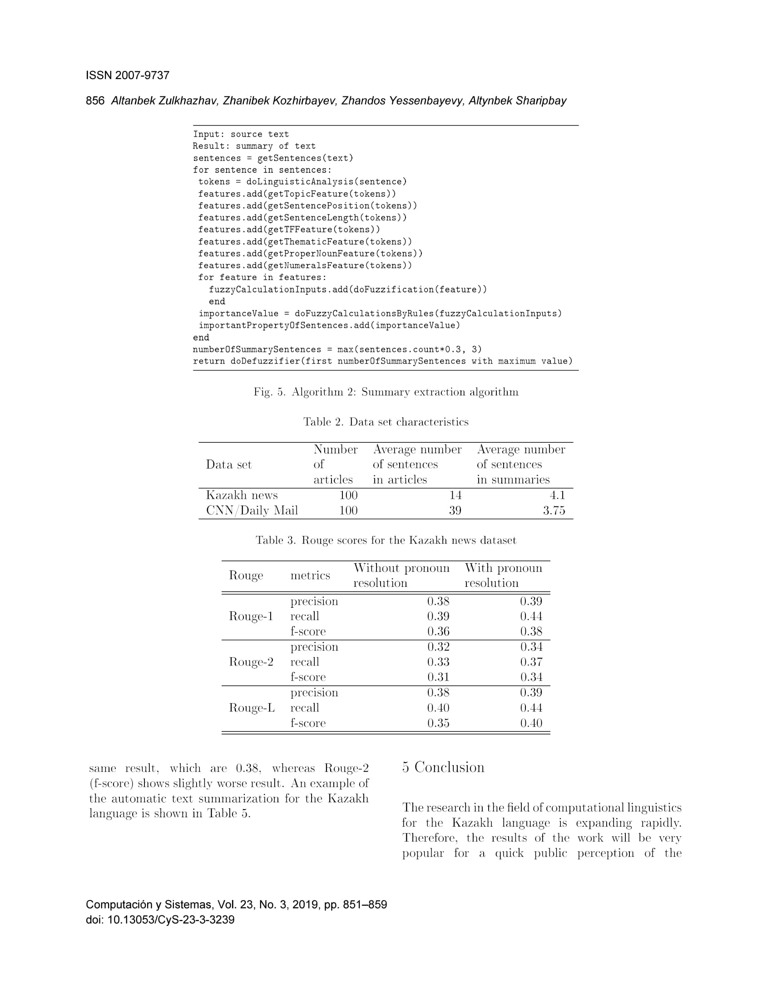 ISSN 2007-9737
856 Altanbek Zulkhazhav, Zhanibek Kozhirbayev, Zhandos Yessenbayevy, Altynbek Sharipbay
Input: source text
Result: summary of text
sentences = getSentences(text)
for sentence in sentences:
tokens = doLinguisticAnalysis(sentence)
features.add(getTopicFeature(tokens))
features.add(getSentencePosition(tokens))
features.add(getSentenceLength(tokens))
features.add(getTFFeature(tokens))
features.add(getThematicFeature(tokens))
features.add(getProperNounFeature(tokens))
features.add(getNumeralsFeature(tokens))
for feature in features:
fuzzyCalculationInputs.add(doFuzzification(feature))
end
importanceValue = doFuzzyCalculationsByRules(fuzzyCalculationInputs)
importantPropertyOfSentences.add(importanceValue)
end
numberOfSummarySentences = max(sentences.count*0.3, 3)
return doDefuzzifier(first numberOfSummarySentences with maximum value)
Fig. 5. Algorithm 2: Summary extraction algorithm
Table 2. Data set characteristics
Number Average number Average number
Data set of of sentences of sentences
articles in articles in summaries
Kazakh news 100 14 4.1
CNN/Daily Mail 100 39 3.75
Table 3. Rouge scores for the Kazakh news dataset
Rouge metrics Without pronoun With pronoun
resolution resolution
precision 0.38 0.39
Rouge-1 recall 0.39 0.44
f-score 0.36 0.38
precision 0.32 0.34
Rouge-2 recall 0.33 0.37
f-score 0.31 0.34
precision 0.38 0.39
Rouge-L recall 0.40 0.44
f-score 0.35 0.40
same result, which are 0.38, whereas Rouge-2
(f-score) shows slightly worse result. An example of
the automatic text summarization for the Kazakh
language is shown in Table 5.
5 Conclusion
The research in the field of computational linguistics
for the Kazakh language is expanding rapidly.
Therefore, the results of the work will be very
popular for a quick public perception of the
Computación y Sistemas, Vol. 23, No. 3, 2019, pp. 851–859
doi: 10.13053/CyS-23-3-3239